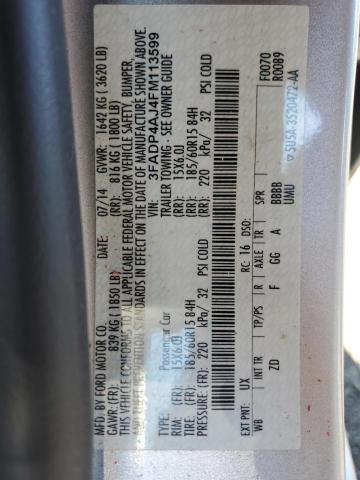 MFD. BY FORD MOTOR CO.
DATE: 07/14 GVWR: 1642 KG ( 3620 LB)
GAWR: (FR): 839 KG ( 1850 LB) (RR): 816 KG ( 1800 LB)
THIS VEHICLE CONFORMS TO ALL APPLICABLE FEDERAL MOTOR VEHICLE SAFETY, BUMPER,
AND THEFT PREVENTION STANDARDS IN EFFECT ON THE DATE OF MANUFACTURE SHOWN ABOVE.
VIN: 3FADP4AJ4FM113599
TYPE: Passenger Car TRAILER TOWING - SEE OWNER GUIDE
RIM: (FR) 15X6.0J (RR): 15X6.0J
TIRES: (FR): 185/60R15 84H (RR): 185/60R15 84H
PRESSURE: (FR): 220 kPa/ 32 PSI COLD (RR): 220 kPa/ 32 PSI COLD
F0070
R0089
EXT PNT: UX RC: 16 DSO:
WB INT TR TP/PS R AXLE TR SPR
BBBB
ZD F GG A UMU
5U5A-3520472-AA